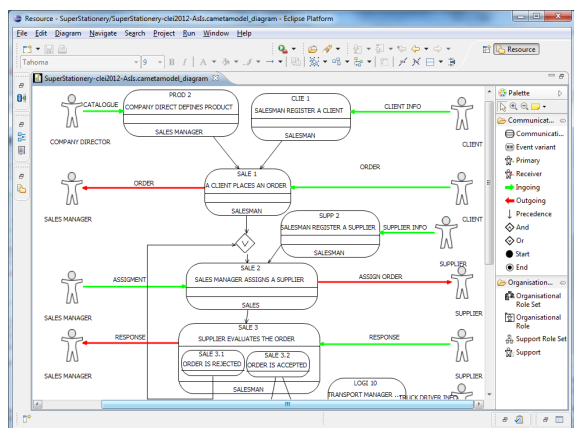 Resource - SuperStationery/SuperStationery-clei2012-AsIs.cametamodel_diagram - Eclipse Platform
File Edit Diagram Navigate Search Project Run Window Help
Resource
Tahoma 9 B I A
SuperStationery-clei2012-AsIs.cametamodel_diagram
PROD 2
COMPANY DIRECT DEFINES PRODUCT
SALES MANAGER
CATALOGUE
COMPANY DIRECTOR
CLIE 1
SALESMAN REGISTER A CLIENT
SALESMAN
CLIENT INFO
CLIENT
SALE 1
A CLIENT PLACES AN ORDER
SALESMAN
ORDER
SALES MANAGER
ORDER
CLIENT
SUPP 2
SALESMAN REGISTER A SUPPLIER
SALESMAN
SUPPLIER INFO
SUPPLIER
V
SALE 2
SALES MANAGER ASSIGNS A SUPPLIER
SALES
ASSIGMENT
SALES MANAGER
ASSIGN ORDER
SUPPLIER
SALE 3
SUPPLIER EVALUATES THE ORDER
SALE 3.1
ORDER IS REJECTED
SALE 3.2
ORDER IS ACCEPTED
SALESMAN
RESPONSE
SALES MANAGER
RESPONSE
SUPPLIER
LOGI 10
TRANSPORT MANAGER ...
TRUCK DRIVER INFO
Palette
Communicat...
Communicati...
Event variant
Primary
Receiver
Ingoing
Outgoing
Precedence
And
Or
Start
End
Organisation...
Organisational
Role Set
Organisational
Role
Support Role Set
Support